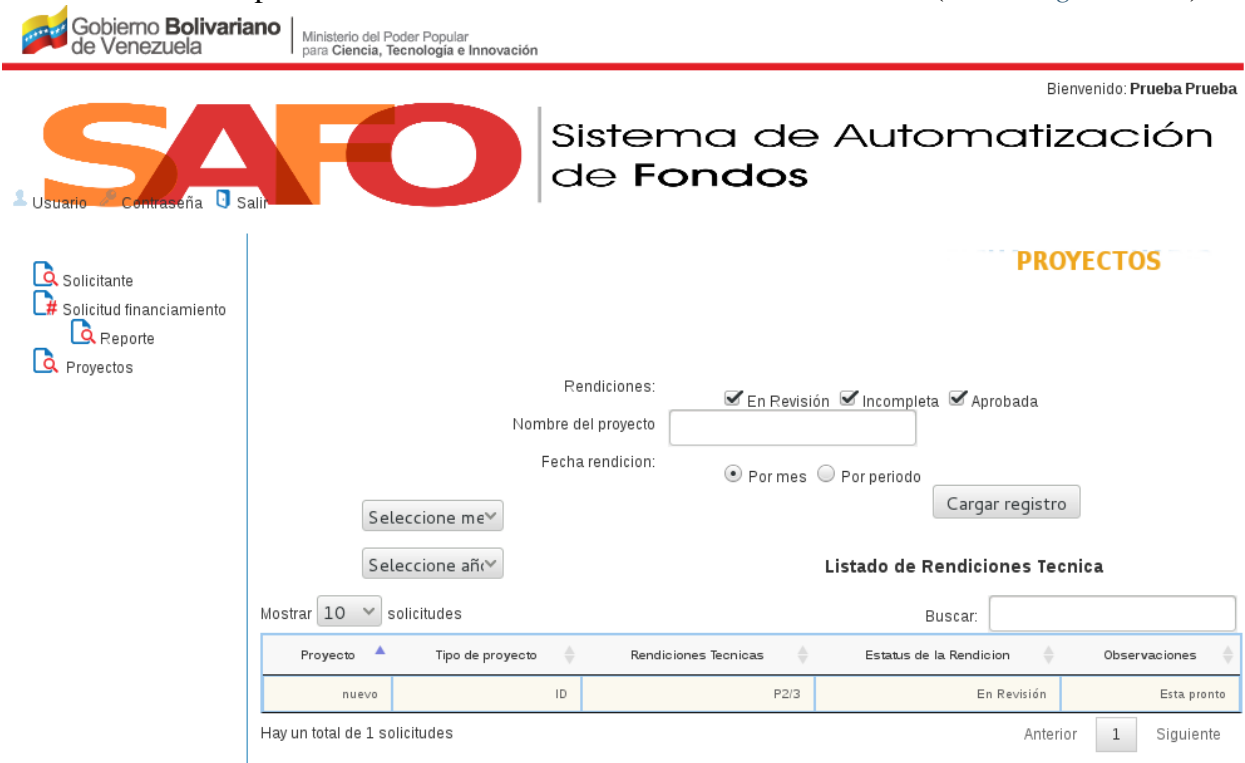 Gobierno Bolivariano
de Venezuela
Ministerio del Poder Popular
para Ciencia, Tecnología e Innovación
Bienvenido: Prueba Prueba
SAFO
Sistema de Automatización
de Fondos
Usuario Contraseña Salir
PROYECTOS
Solicitante
Solicitud financiamiento
Reporte
Proyectos
Rendiciones:
En Revisión Incompleta Aprobada
Nombre del proyecto
Fecha rendicion:
Por mes Por periodo
Cargar registro
Seleccione me
Seleccione añ
Listado de Rendiciones Tecnica
Mostrar 10 solicitudes
Buscar:
Proyecto Tipo de proyecto Rendiciones Tecnicas Estatus de la Rendicion Observaciones
nuevo ID P2/3 En Revisión Esta pronto
Hay un total de 1 solicitudes
Anterior 1 Siguiente